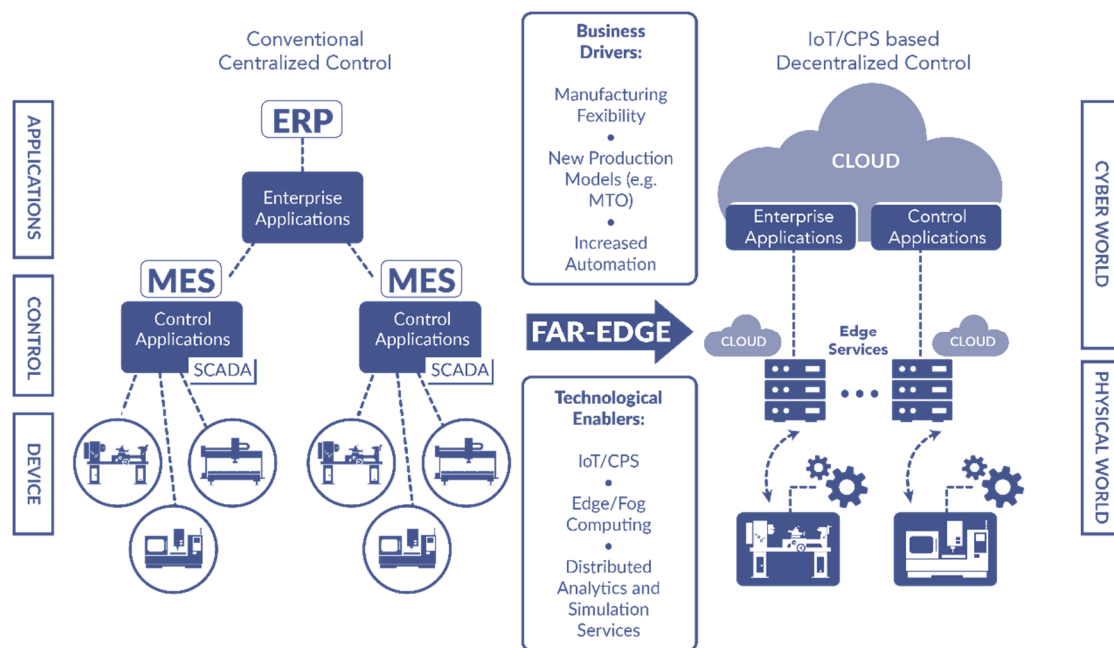 Conventional
Centralized Control
APPLICATIONS
CONTROL
DEVICE
ERP
Enterprise
Applications
MES
Control
Applications
SCADA
MES
Control
Applications
SCADA
Business
Drivers:
Manufacturing
Fexibility
•
New Production
Models (e.g.
MTO)
•
Increased
Automation
FAR-EDGE
Technological
Enablers:
IoT/CPS
•
Edge/Fog
Computing
•
Distributed
Analytics and
Simulation
Services
IoT/CPS based
Decentralized Control
CLOUD
Enterprise
Applications
Control
Applications
CLOUD
Edge
Services
CLOUD
CYBER WORLD
PHYSICAL WORLD